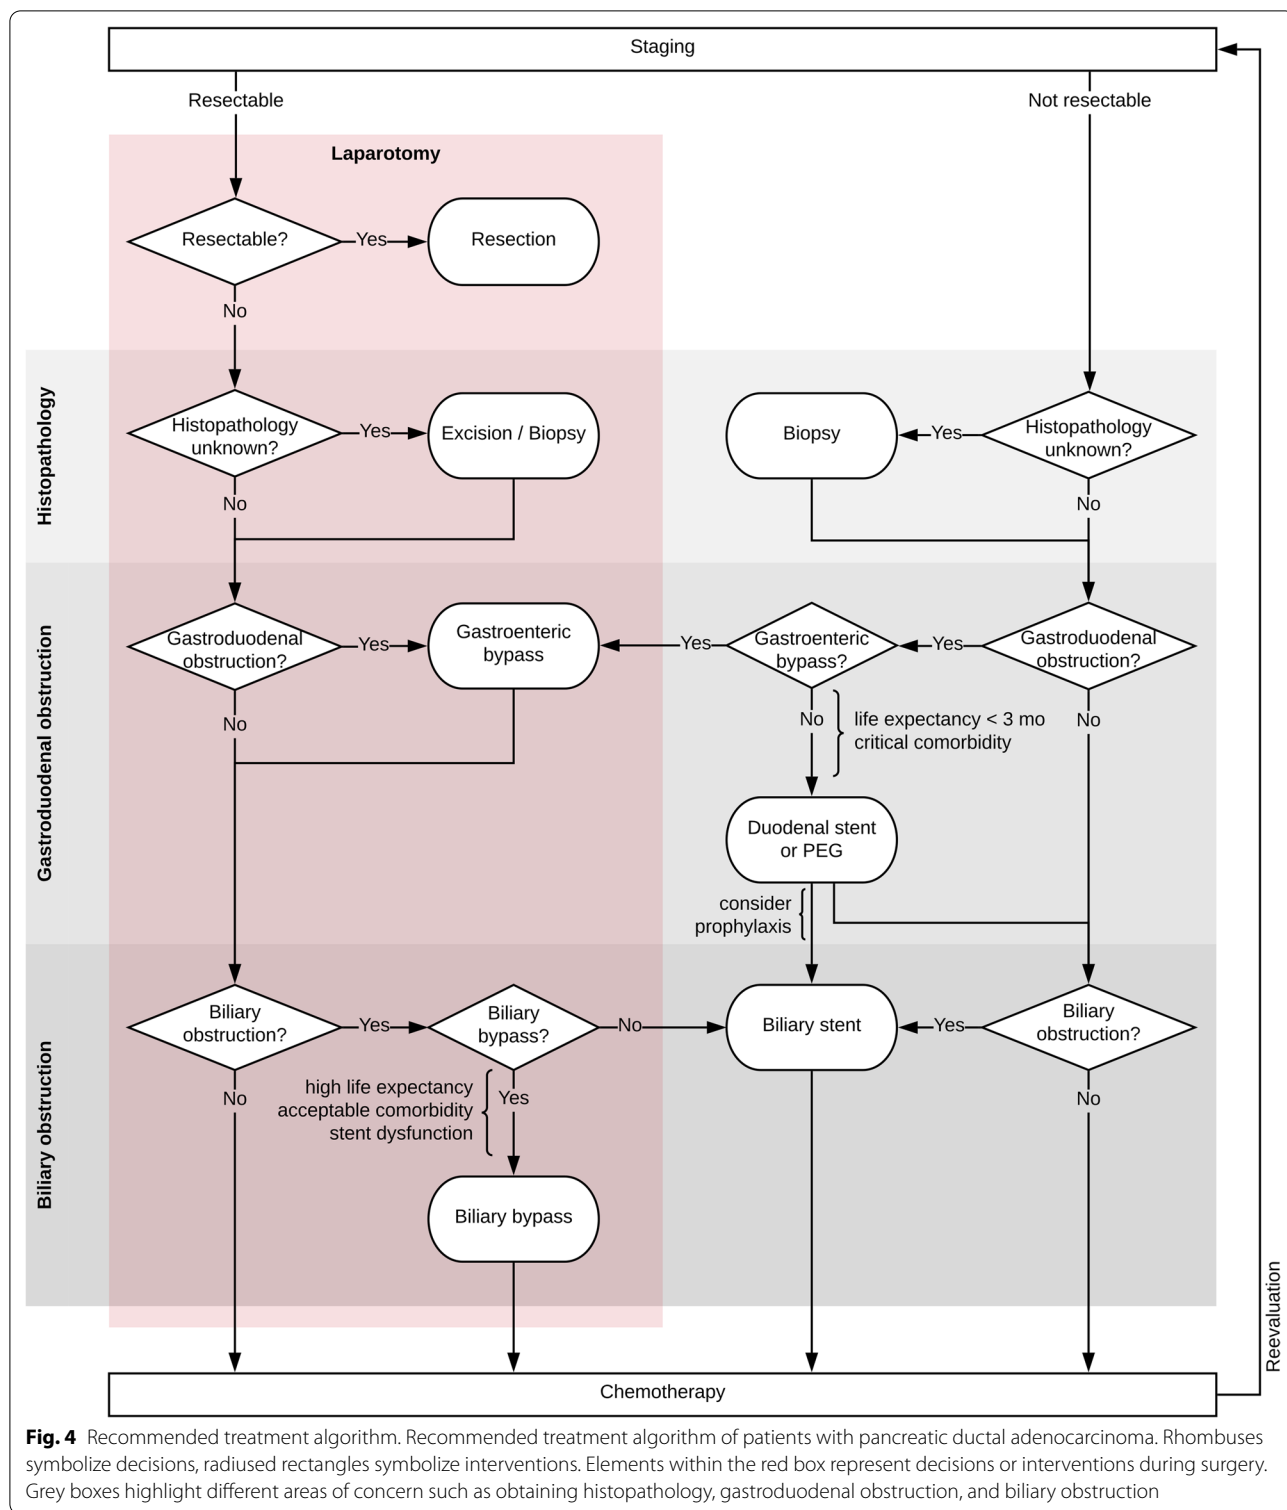 Staging
Resectable
Not resectable
Laparotomy
Resectable?
Yes
Resection
No
Histopathology
Histopathology
unknown?
Yes
Excision / Biopsy
Biopsy
Yes
Histopathology
unknown?
No
No
Gastroduodenal obstruction
Gastroduodenal
obstruction?
Yes
Gastroenteric
bypass
Yes
Gastroenteric
bypass?
Yes
Gastroduodenal
obstruction?
No
No
life expectancy < 3 mo
critical comorbidity
No
Duodenal stent
or PEG
consider
prophylaxis
Biliary obstruction
Biliary
obstruction?
Yes
Biliary
bypass?
No
Biliary stent
Yes
Biliary
obstruction?
No
high life expectancy
acceptable comorbidity
stent dysfunction
Yes
No
Biliary bypass
Reevaluation
Chemotherapy
Fig. 4 Recommended treatment algorithm. Recommended treatment algorithm of patients with pancreatic ductal adenocarcinoma. Rhombuses
symbolize decisions, radiused rectangles symbolize interventions. Elements within the red box represent decisions or interventions during surgery.
Grey boxes highlight different areas of concern such as obtaining histopathology, gastroduodenal obstruction, and biliary obstruction